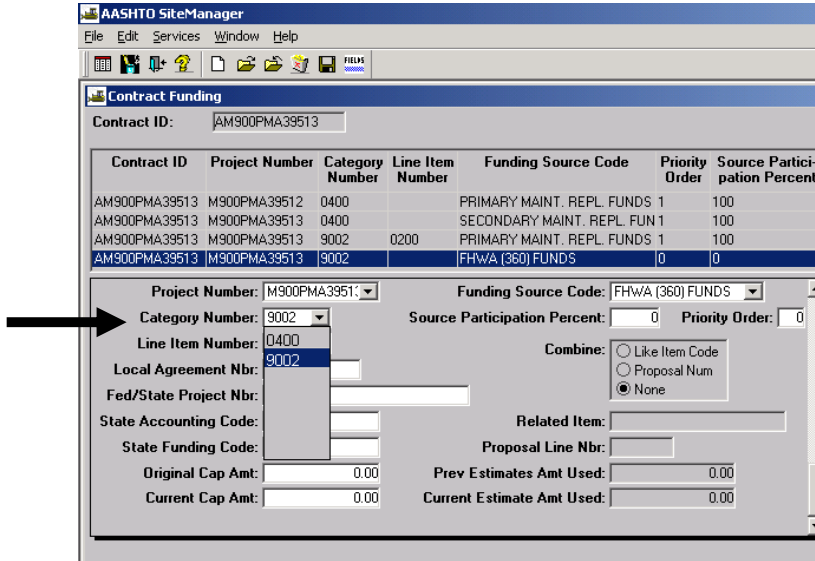 AASHTO SiteManager
File Edit Services Window Help
FIELDS
Contract Funding
Contract ID: AM900PMA39513
Contract ID Project Number Category Number Line Item Number Funding Source Code Priority Order Source Partici-pation Percent
AM900PMA39513 M900PMA39512 0400 PRIMARY MAINT. REPL. FUNDS 1 100
AM900PMA39513 M900PMA39513 0400 SECONDARY MAINT. REPL. FUN 1 100
AM900PMA39513 M900PMA39513 9002 0200 PRIMARY MAINT. REPL. FUNDS 1 100
AM900PMA39513 M900PMA39513 9002 FHWA (360) FUNDS 0 0
Project Number: M900PMA3951 Funding Source Code: FHWA (360) FUNDS
Category Number: 9002 Source Participation Percent: 0 Priority Order: 0
Line Item Number: 0400 Combine: Like Item Code
9002
Local Agreement Nbr: Proposal Num
Fed/State Project Nbr: None
State Accounting Code: Related Item:
State Funding Code: Proposal Line Nbr:
Original Cap Amt: 0.00 Prev Estimates Amt Used: 0.00
Current Cap Amt: 0.00 Current Estimate Amt Used: 0.00